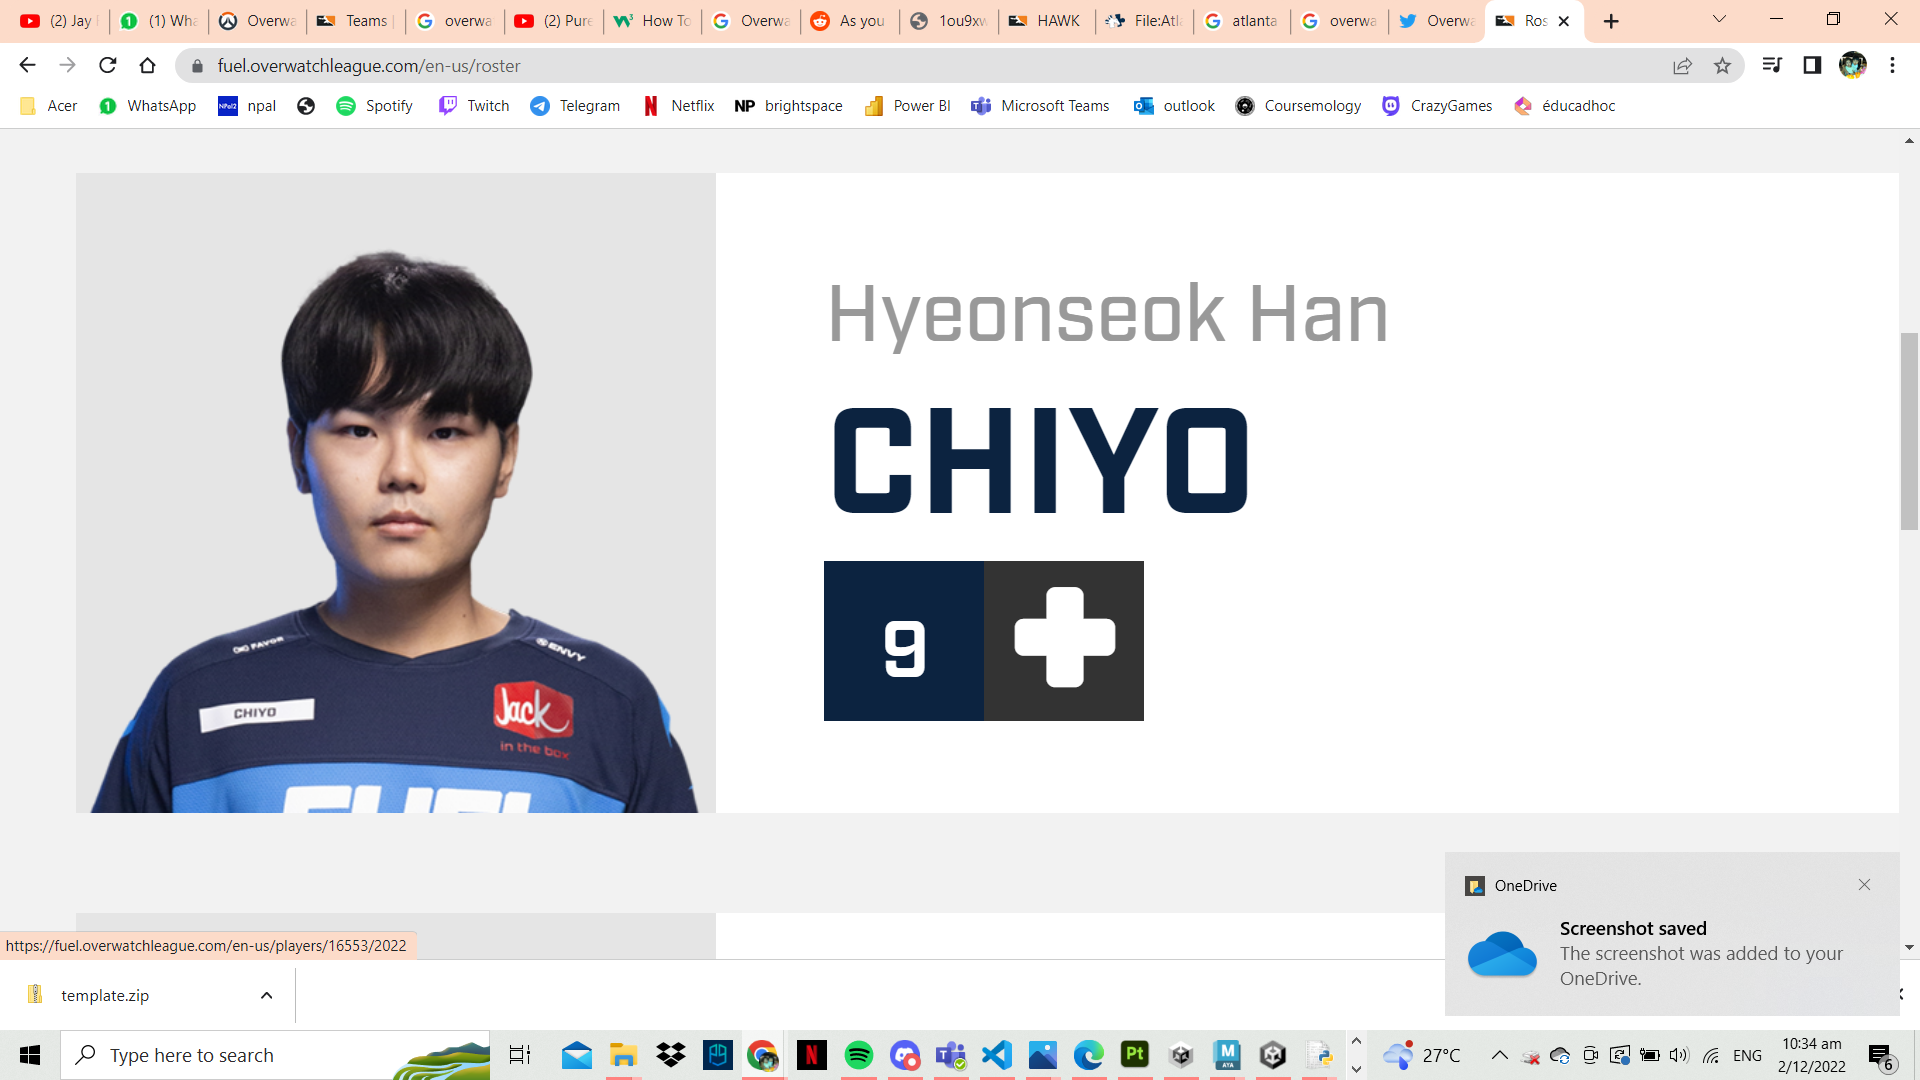 (2) Jay
(1) Wha
Overwa
Teams
overwa
(2) Pure
How To
Overwa
As you
1ou9xw
HAWK
File:Atla
atlanta
overwa
Overwa
Ros
fuel.overwatchleague.com/en-us/roster
Acer
WhatsApp
npal
Spotify
Twitch
Telegram
Netflix
NP brightspace
Power BI
Microsoft Teams
outlook
Coursemology
CrazyGames
éducadhoc
Hyeonseok Han
CHIYO
9
FAVOR
ENVY
CHIYO
Jack
in the box
FUEL
OneDrive
Screenshot saved
The screenshot was added to your
OneDrive.
https://fuel.overwatchleague.com/en-us/players/16553/2022
template.zip
Type here to search
27°C
ENG
10:34 am
2/12/2022
6